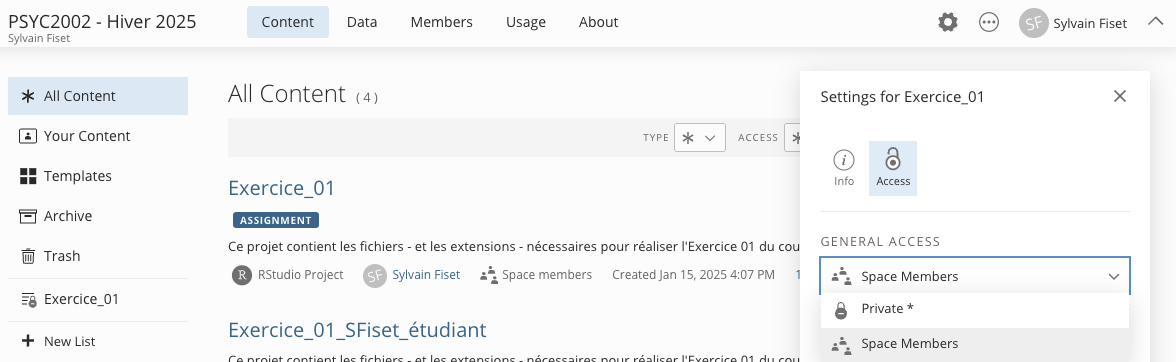 PSYC2002 - Hiver 2025
Sylvain Fiset
Content Data Members Usage About
SF Sylvain Fiset
All Content
Your Content
Templates
Archive
Trash
Exercice_01
New List
All Content ( 4 )
TYPE ACCESS
Exercice_01
ASSIGNMENT
Ce projet contient les fichiers - et les extensions - nécessaires pour réaliser l'Exercice 01 du cou
R RStudio Project SF Sylvain Fiset Space members Created Jan 15, 2025 4:07 PM 1
Exercice_01_SFiset_étudiant
Ce projet contient les fichiers - et les extensions - nécessaires pour réaliser l'Exercice 01 du cou
Settings for Exercice_01
Info Access
GENERAL ACCESS
Space Members
Private *
Space Members